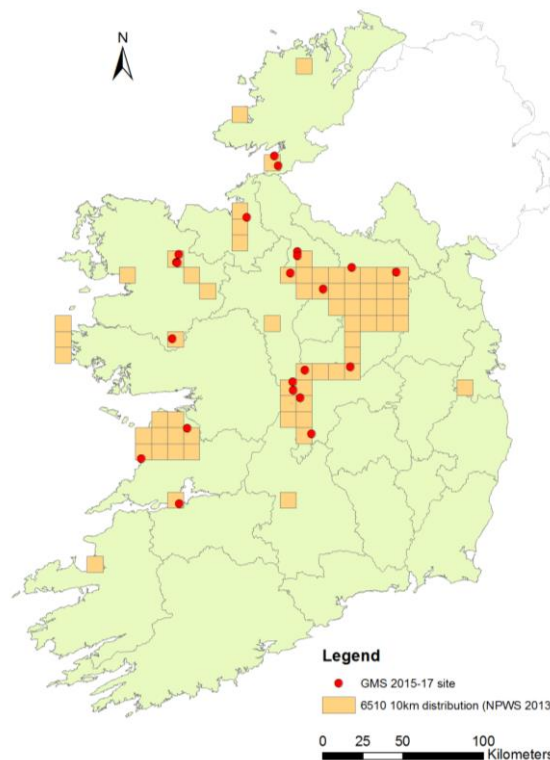 N
Legend
GMS 2015-17 site
6510 10km distribution (NPWS 2013
0 25 50 100
Kilometers